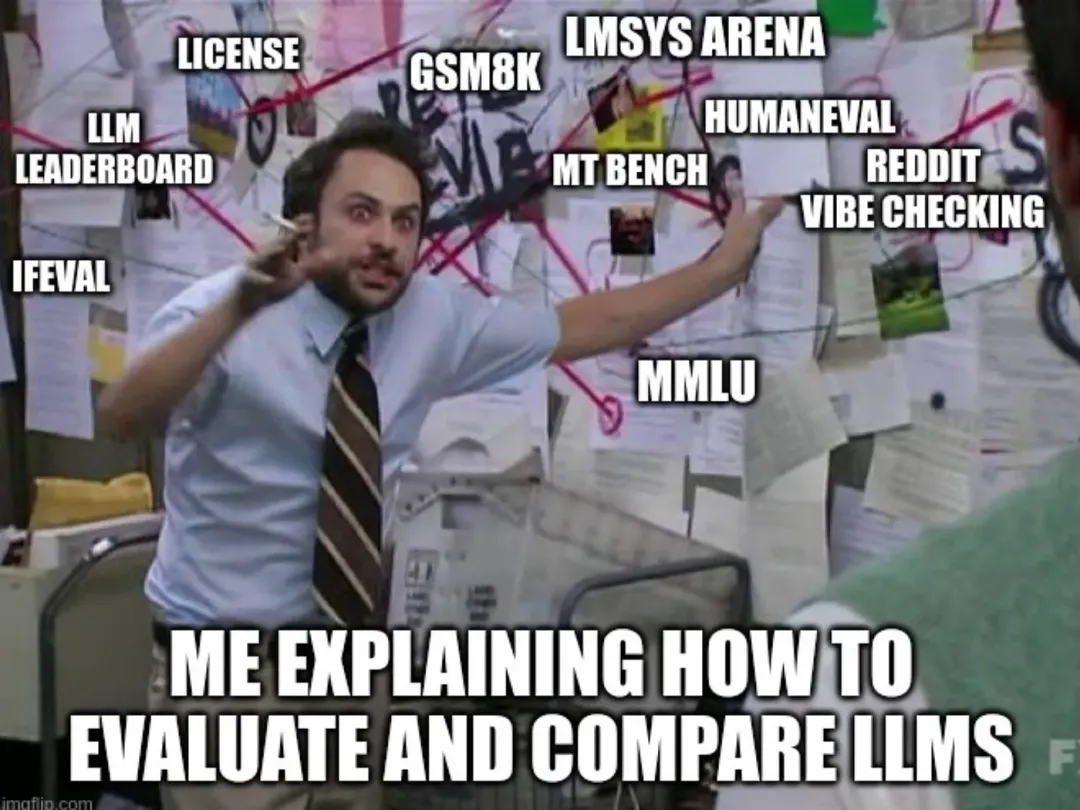 LICENSE
GSM8K
LMSYS ARENA
HUMANEVAL
LLM
LEADERBOARD
MT BENCH
REDDIT
VIBE CHECKING
IFEVAL
MMLU
ME EXPLAINING HOW TO
EVALUATE AND COMPARE LLMS
imgflip.com